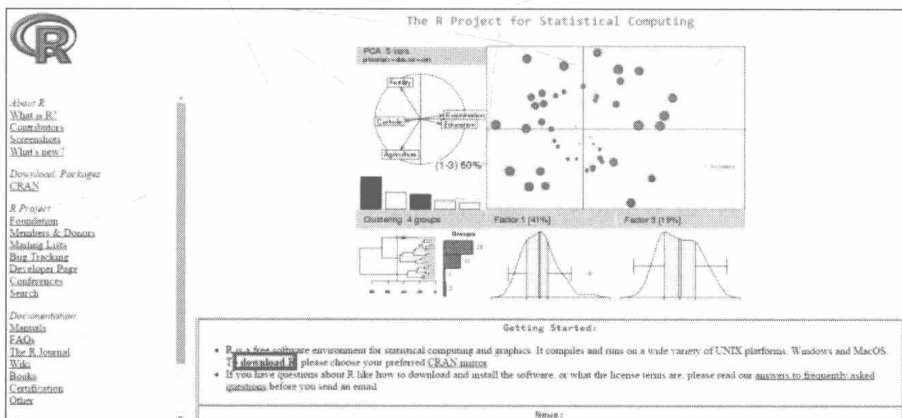 The R Project for Statistical Computing
R
PCA 5 vars
Fertility
Catholic
Examination
Education
Agriculture
(1-3) 60%
Clustering 4 groups
Factor 1 [41%]
Factor 3 [19%]
Groups
About R
What is R?
Contributors
Screenshots
What's new?
Download, Packages
CRAN
R Project
Foundation
Members & Donors
Mailing Lists
Bug Tracking
Developer Page
Conferences
Search
Documentation
Manuals
FAQs
The R Journal
Wiki
Books
Certification
Other
Getting Started:
R is a free software environment for statistical computing and graphics. It compiles and runs on a wide variety of UNIX platforms, Windows and MacOS.
To download R, please choose your preferred CRAN mirror.
If you have questions about R like how to download and install the software, or what the license terms are, please read our answers to frequently asked
questions before you send an email.
News: